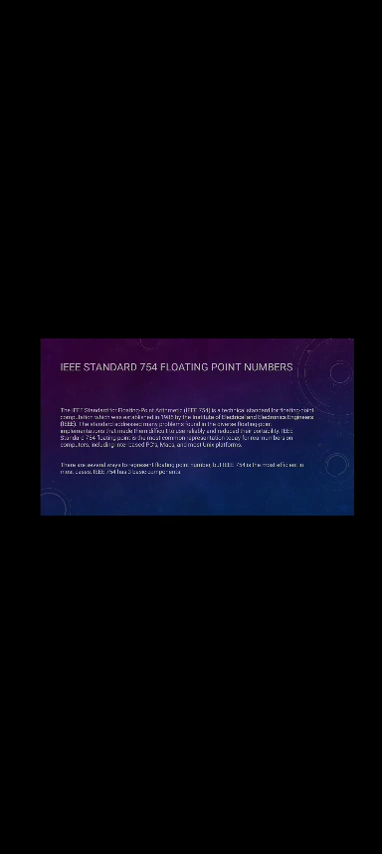 IEEE STANDARD 754 FLOATING POINT NUMBERS
The IEEE Standard for Floating-Point Arithmetic (IEEE 754) is a technical standard for floating-point
computation which was established in 1985 by the Institute of Electrical and Electronics Engineers
(IEEE). The standard addressed many problems found in the diverse floating-point
implementations that made them difficult to use reliably and reduced their portability. IEEE
Standard 754 floating point is the most common representation today for real numbers on
computers, including Intel-based PC's, Macs, and most Unix platforms.
There are several ways to represent floating point number, but IEEE 754 is the most efficient in
most cases. IEEE 754 has 3 basic components: